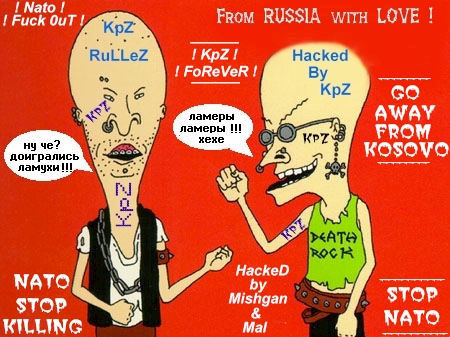 ! Nato !
! Fuck 0uT !
KpZ
RuLLeZ
! KpZ !
! FoReVeR !
From RUSSIA with LOVE !
Hacked
By
KpZ
GO
AWAY
FROM
KOSOVO
KPZ
ну че?
доигрались
ламухи!!!
ламеры
ламеры !!!
хехе
KPZ
KPZ
KPZ
DEATH
ROCK
NATO
STOP
KILLING
HackeD
by
Mishgan
&
Mal
STOP
NATO